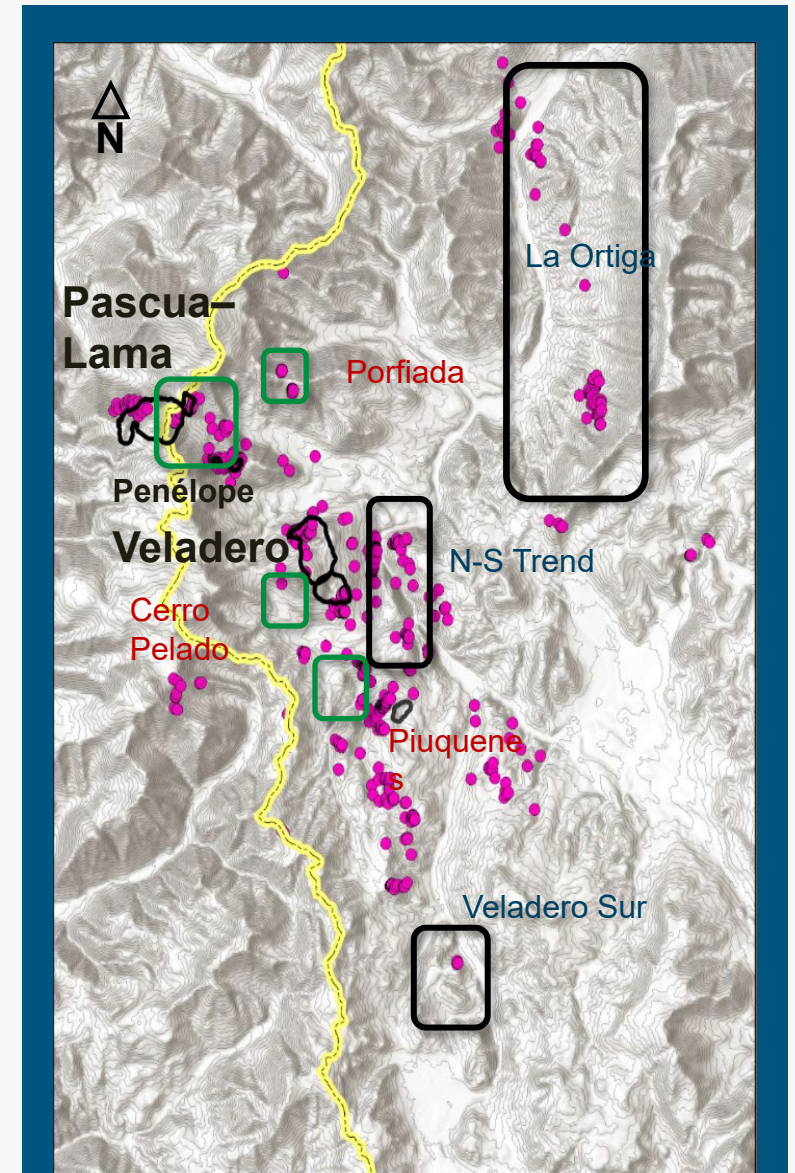 N
La Ortiga
Pascua–
Lama
Porfiada
Penélope
Veladero
N-S Trend
Cerro
Pelado
Piuquene
s
Veladero Sur